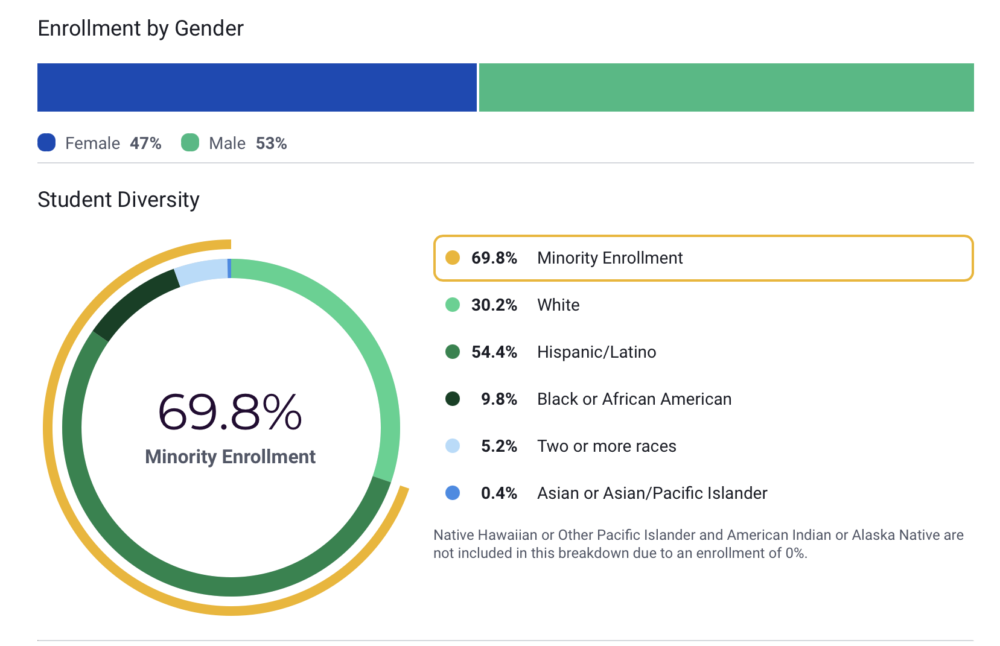 Enrollment by Gender
Female 47% Male 53%
Student Diversity
69.8%
Minority Enrollment
69.8% Minority Enrollment
30.2% White
54.4% Hispanic/Latino
9.8% Black or African American
5.2% Two or more races
0.4% Asian or Asian/Pacific Islander
Native Hawaiian or Other Pacific Islander and American Indian or Alaska Native are
not included in this breakdown due to an enrollment of 0%.